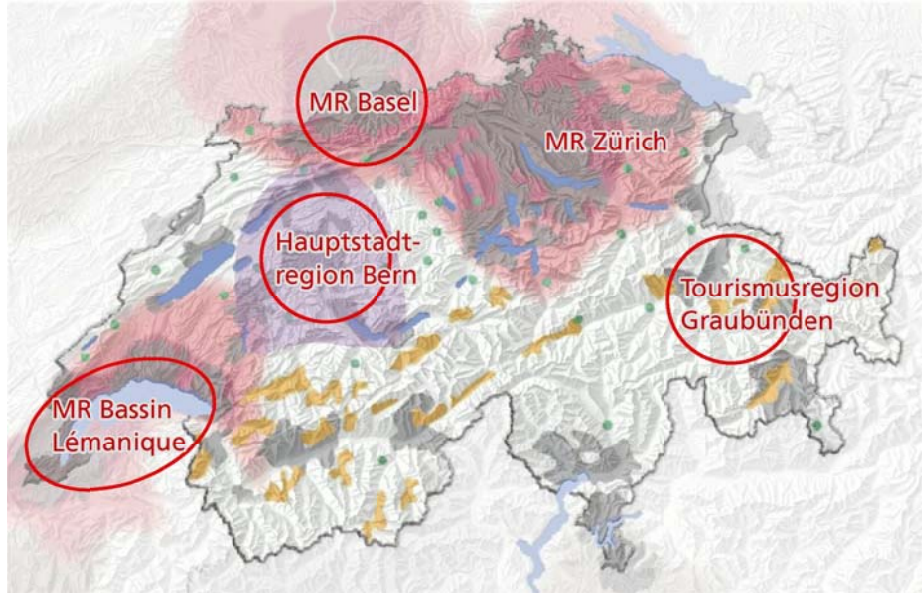 MR Basel
MR Zürich
Hauptstadt-
region Bern
Tourismusregion
Graubünden
MR Bassin
Lémanique